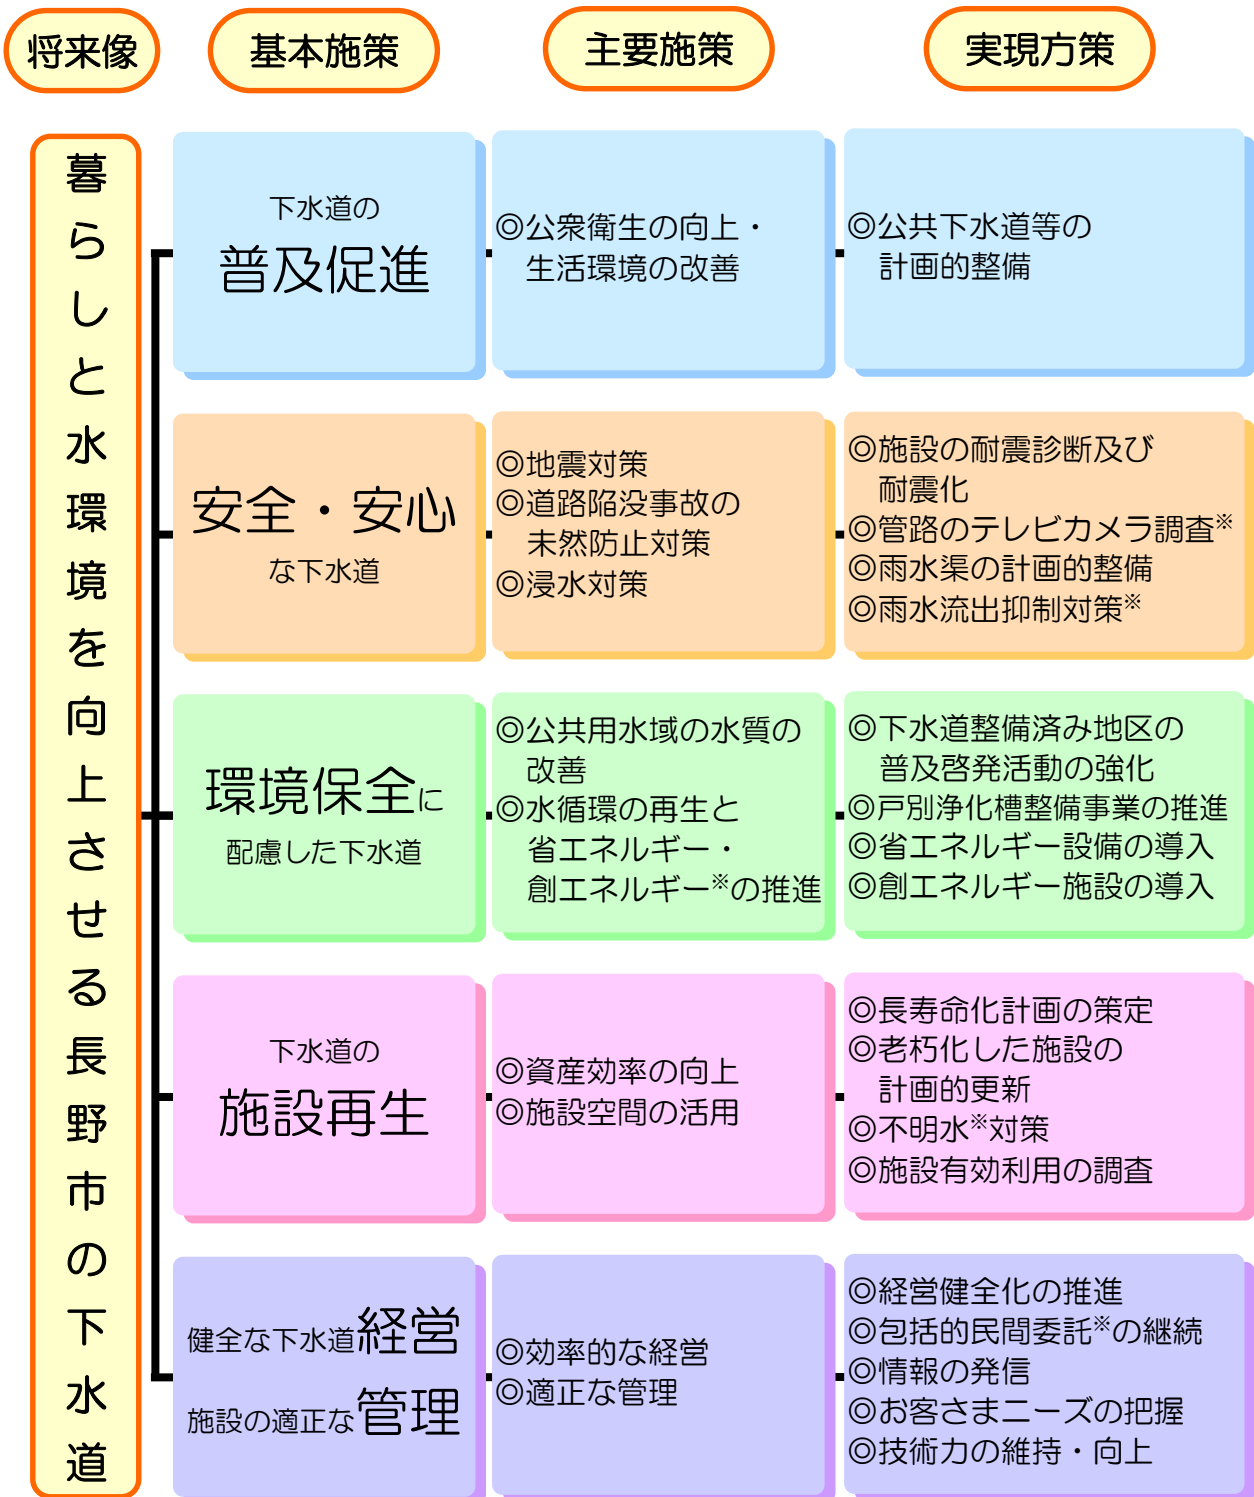 将来像
基本施策
主要施策
実現方策
暮らしと水環境を向上させる長野市の下水道
下水道の
普及促進
◎公衆衛生の向上・
生活環境の改善
◎公共下水道等の
計画的整備
安全・安心
な下水道
◎地震対策
◎道路陥没事故の
未然防止対策
◎浸水対策
◎施設の耐震診断及び
耐震化
◎管路のテレビカメラ調査※
◎雨水渠の計画的整備
◎雨水流出抑制対策※
環境保全に
配慮した下水道
◎公共用水域の水質の
改善
◎水循環の再生と
省エネルギー・
創エネルギー※の推進
◎下水道整備済み地区の
普及啓発活動の強化
◎戸別浄化槽整備事業の推進
◎省エネルギー設備の導入
◎創エネルギー施設の導入
下水道の
施設再生
◎資産効率の向上
◎施設空間の活用
◎長寿命化計画の策定
◎老朽化した施設の
計画的更新
◎不明水※対策
◎施設有効利用の調査
健全な下水道経営
施設の適正な管理
◎効率的な経営
◎適正な管理
◎経営健全化の推進
◎包括的民間委託※の継続
◎情報の発信
◎お客さまニーズの把握
◎技術力の維持・向上